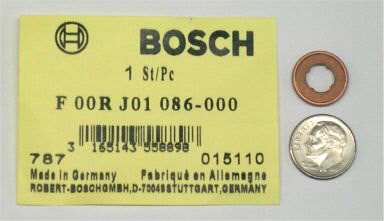 BOSCH
1 St/Pc
F 00R J01 086-000
3 165143 558898
787 015110
Made in Germany Fabriqué en Allemagne
ROBERT-BOSCHGMBH,D-70049STUTTGART,GERMANY
LIBERTY